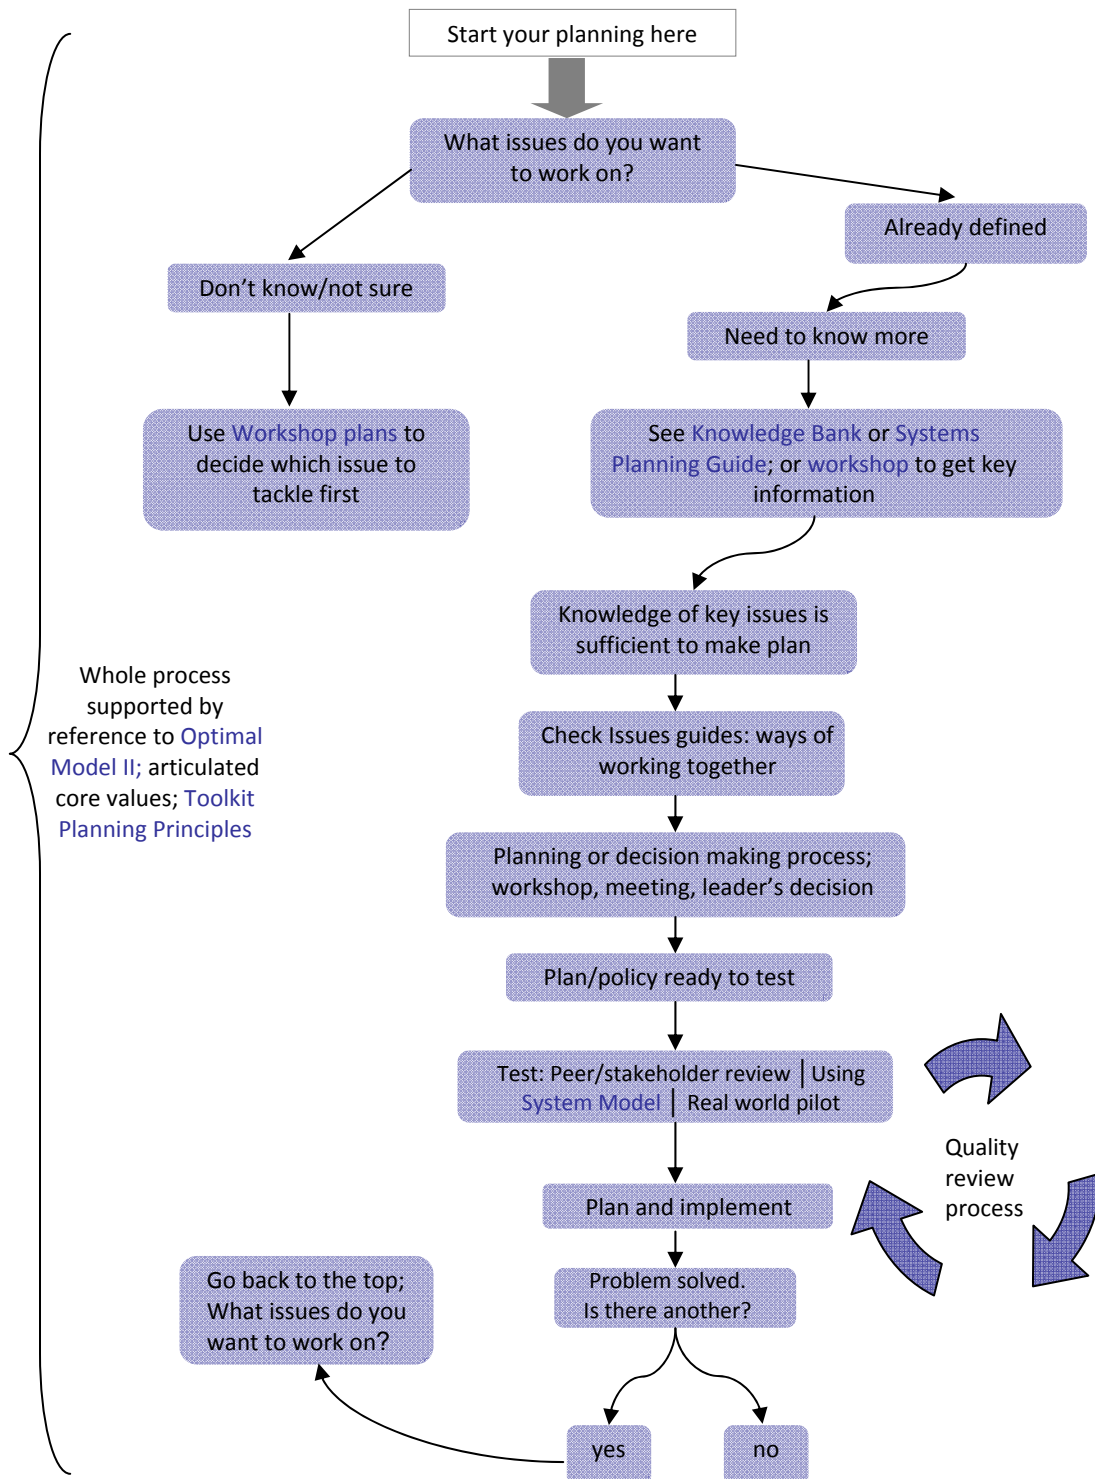 Start your planning here
What issues do you want
to work on?
Already defined
Don’t know/not sure
Need to know more
Use Workshop plans to
decide which issue to
tackle first
See Knowledge Bank or Systems
Planning Guide; or workshop to get key
information
Knowledge of key issues is
sufficient to make plan
Whole process
supported by
reference to Optimal
Model II; articulated
core values; Toolkit
Planning Principles
Check Issues guides: ways of
working together
Planning or decision making process;
workshop, meeting, leader’s decision
Plan/policy ready to test
Test: Peer/stakeholder review | Using
System Model | Real world pilot
Quality
review
process
Plan and implement
Problem solved.
Is there another?
Go back to the top;
What issues do you
want to work on?
yes
no